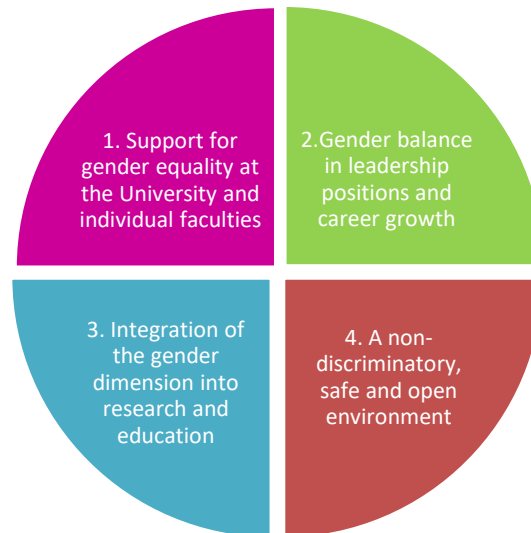 1. Support for
gender equality at
the University and
individual faculties
2.Gender balance
in leadership
positions and
career growth
3. Integration of
the gender
dimension into
research and
education
4. A non-
discriminatory,
safe and open
environment